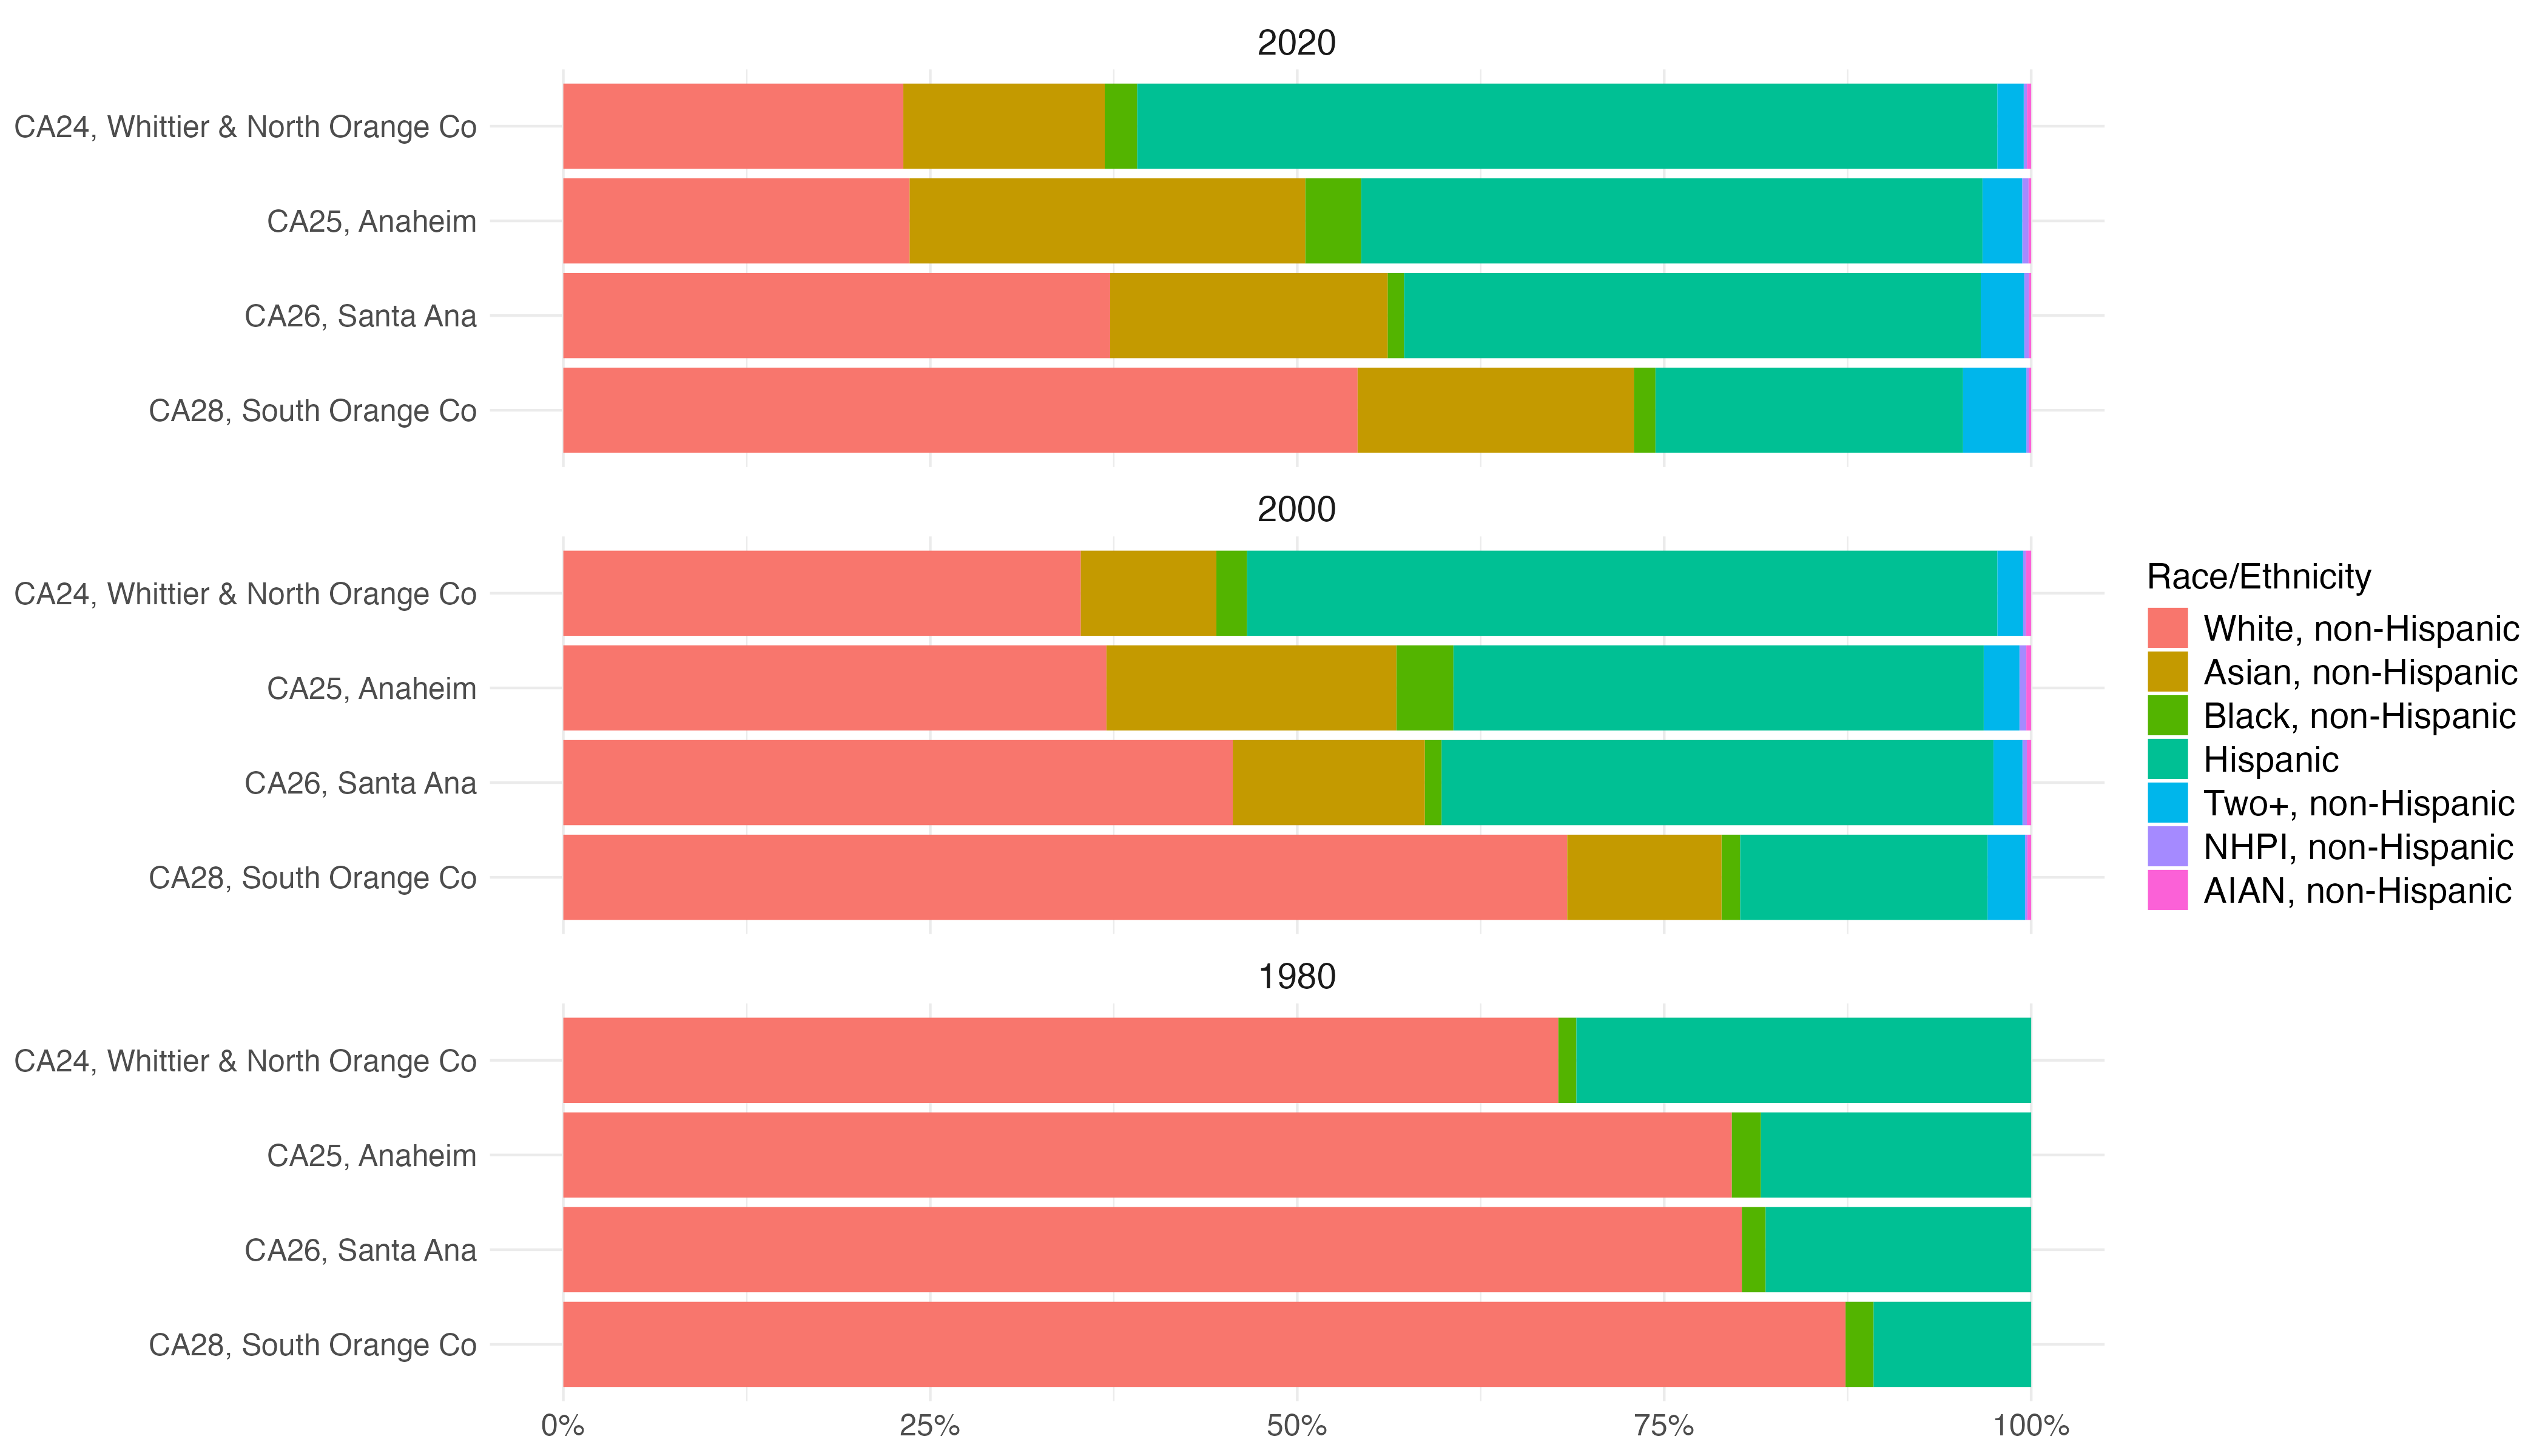 2020
CA24, Whittier & North Orange Co
CA25, Anaheim
CA26, Santa Ana
CA28, South Orange Co
2000
CA24, Whittier & North Orange Co
CA25, Anaheim
CA26, Santa Ana
CA28, South Orange Co
1980
CA24, Whittier & North Orange Co
CA25, Anaheim
CA26, Santa Ana
CA28, South Orange Co
0% 25% 50% 75% 100%
Race/Ethnicity
White, non-Hispanic
Asian, non-Hispanic
Black, non-Hispanic
Hispanic
Two+, non-Hispanic
NHPI, non-Hispanic
AIAN, non-Hispanic